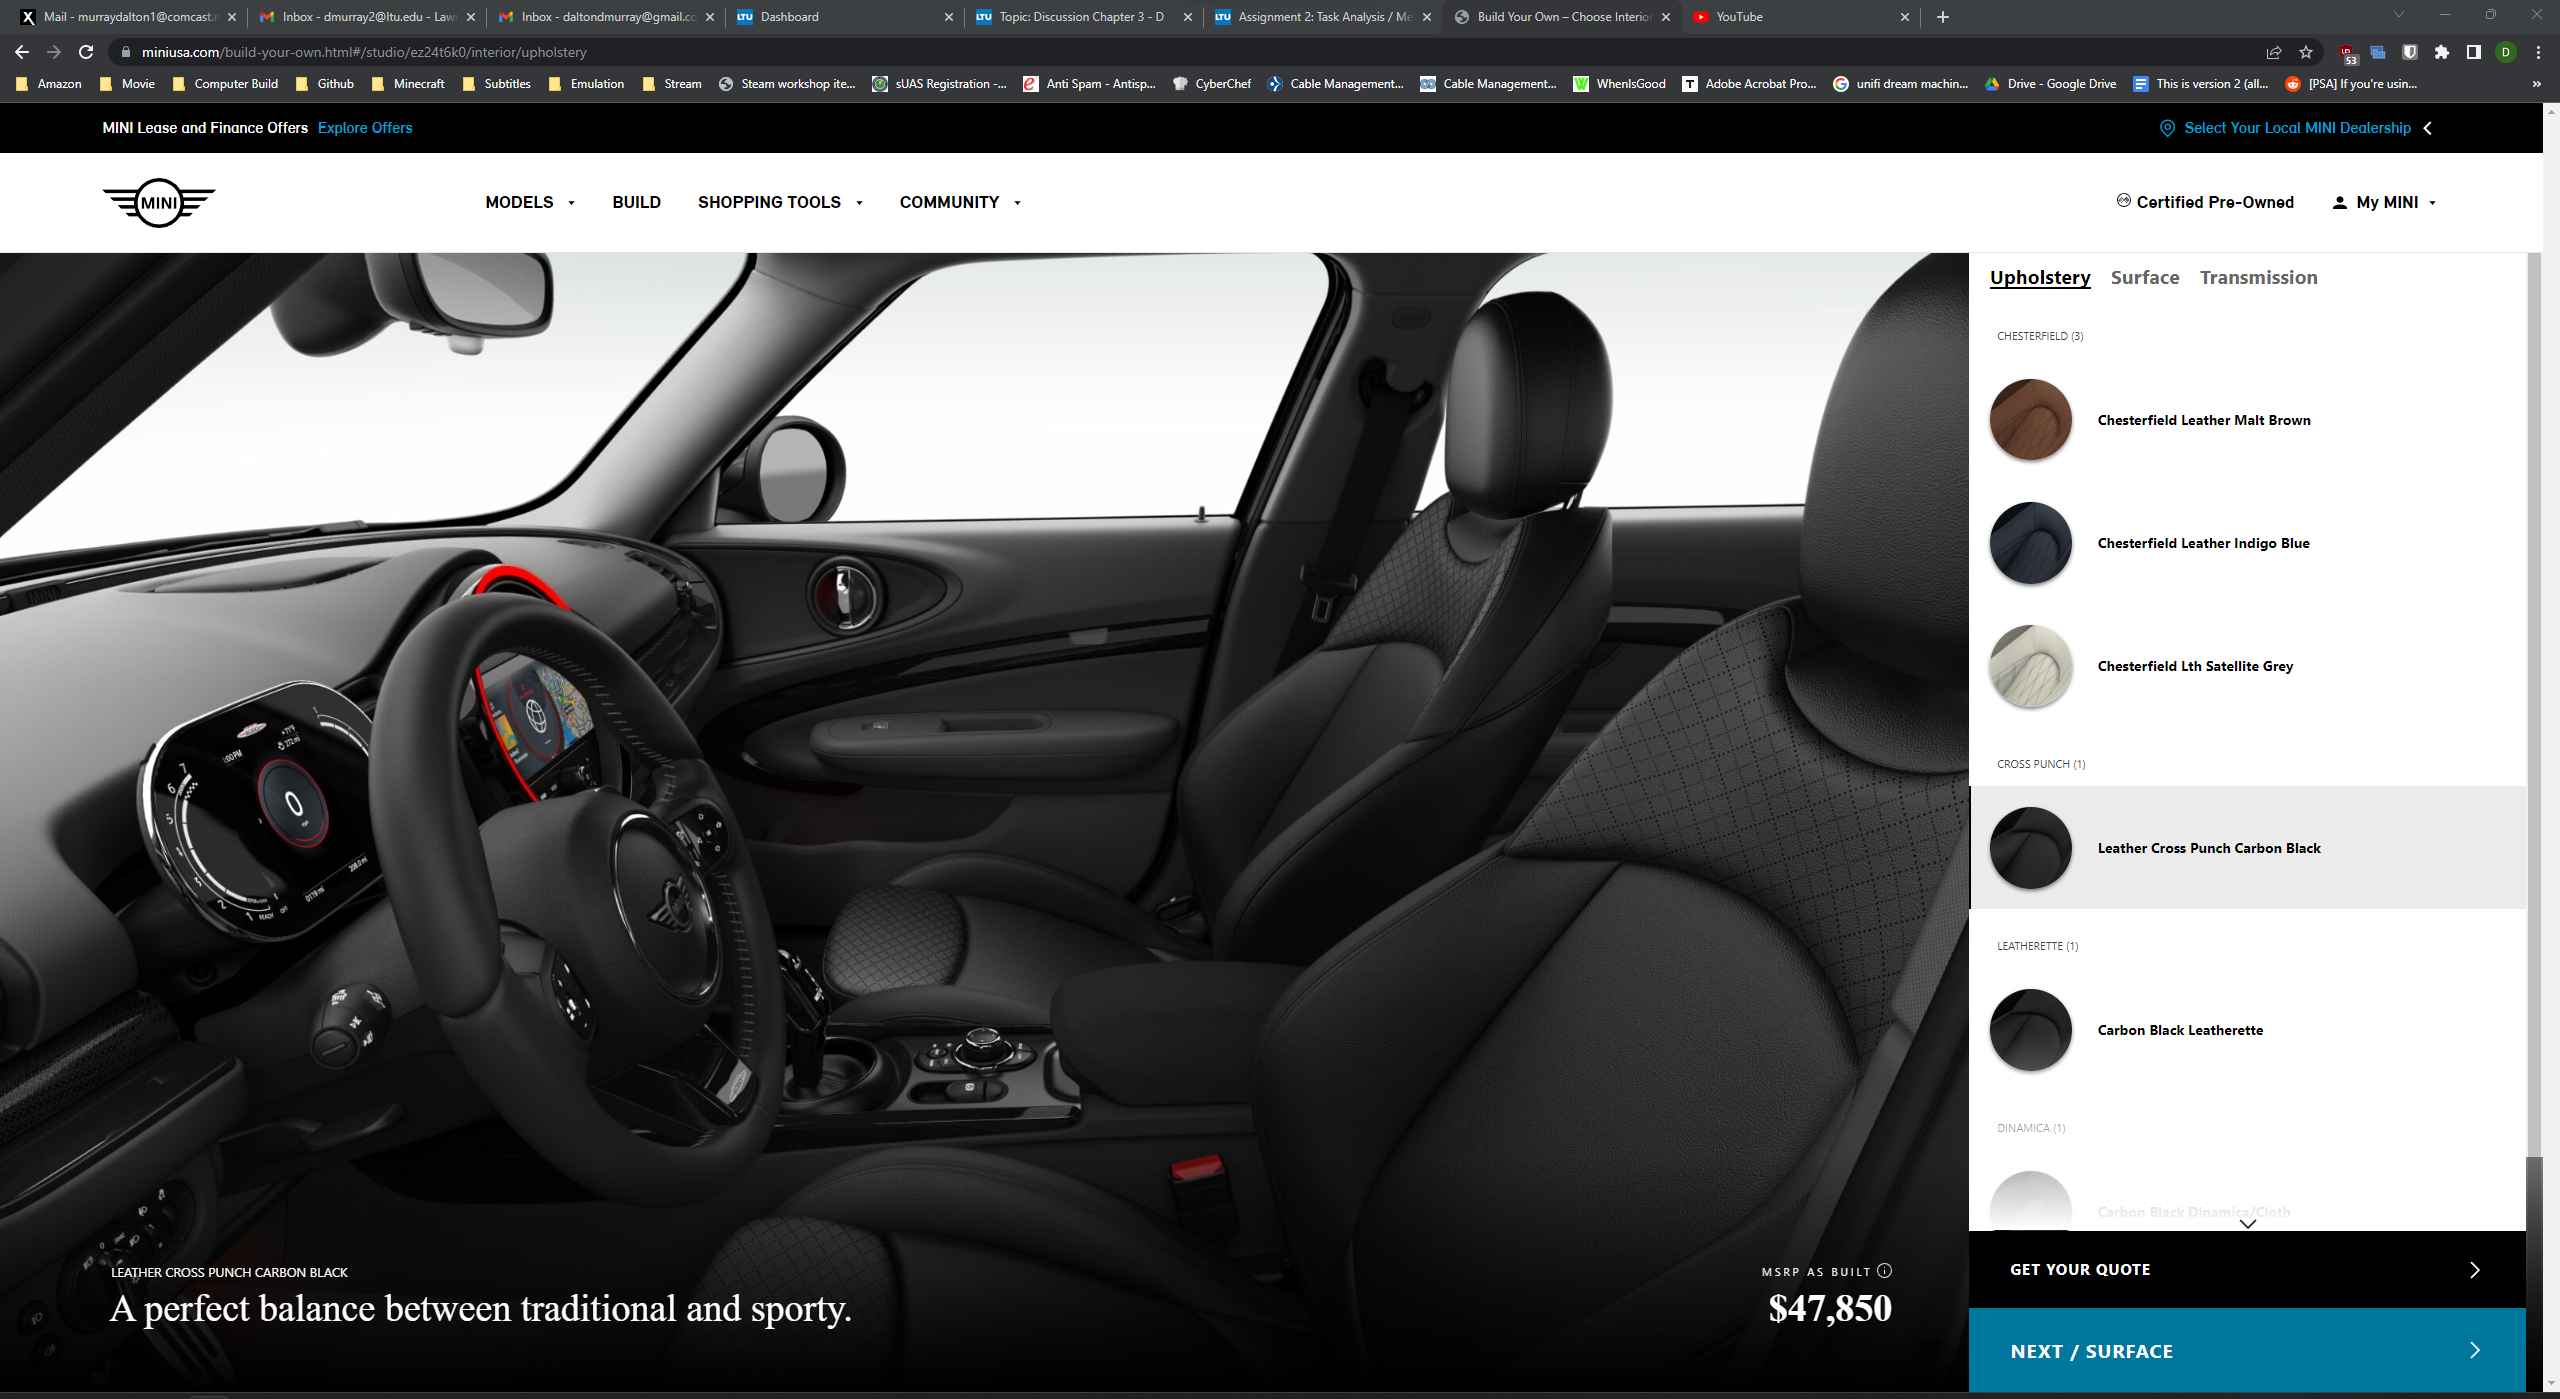 Mail - murraydalton1@comcast.r
Inbox - dmurray2@ltu.edu - Law
Inbox - daltondmurray@gmail.co
LTU Dashboard
LTU Topic: Discussion Chapter 3 - D
LTU Assignment 2: Task Analysis / Me
Build Your Own – Choose Interior
YouTube
miniusa.com/build-your-own.html#/studio/ez24t6k0/interior/upholstery
53
D
Amazon
Movie
Computer Build
Github
Minecraft
Subtitles
Emulation
Stream
Steam workshop ite...
sUAS Registration -...
Anti Spam - Antisp...
CyberChef
Cable Management...
Cable Management...
WhenIsGood
Adobe Acrobat Pro...
unifi dream machin...
Drive - Google Drive
This is version 2 (all...
[PSA] If you're usin...
MINI Lease and Finance Offers Explore Offers
Select Your Local MINI Dealership
MINI
MODELS
BUILD
SHOPPING TOOLS
COMMUNITY
Certified Pre-Owned
My MINI
Upholstery Surface Transmission
CHESTERFIELD (3)
Chesterfield Leather Malt Brown
Chesterfield Leather Indigo Blue
Chesterfield Lth Satellite Grey
CROSS PUNCH (1)
Leather Cross Punch Carbon Black
LEATHERETTE (1)
Carbon Black Leatherette
DINAMICA (1)
Carbon Black Dinamica/Cloth
LEATHER CROSS PUNCH CARBON BLACK
A perfect balance between traditional and sporty.
MSRP AS BUILT
$47,850
GET YOUR QUOTE
NEXT / SURFACE